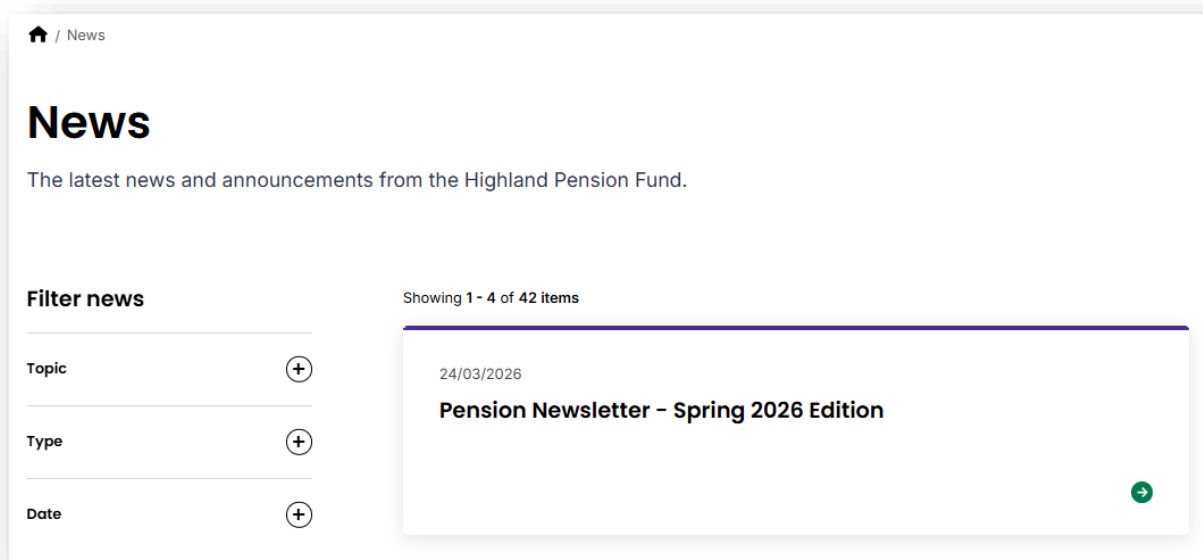 / News
News
The latest news and announcements from the Highland Pension Fund.
Filter news
Topic
Type
Date
Showing 1 - 4 of 42 items
24/03/2026
Pension Newsletter - Spring 2026 Edition